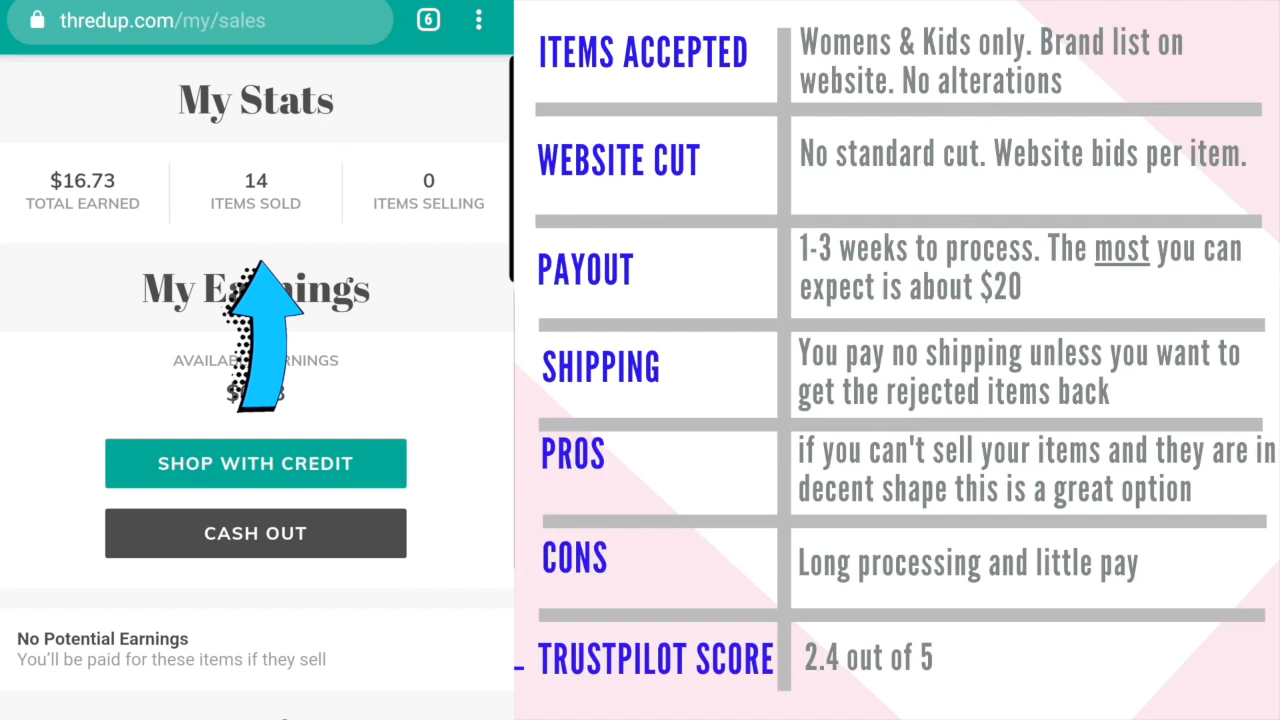 thredup.com/my/sales
6
My Stats
$16.73
14
0
TOTAL EARNED
ITEMS SOLD
ITEMS SELLING
My
SHOP WITH CREDIT
CASH OUT
No Potential Earnings
You'll be paid for these items if they sell
ITEMS ACCEPTED
Womens & Kids only. Brand list on
website. No alterations
WEBSITE CUT
No standard cut. Website bids per item.
PAYOUT
1-3 weeks to process. The most you can
expect is about $20
SHIPPING
You pay no shipping unless you want to
get the rejected items back
PROS
if you can't sell your items and they are in
decent shape this is a great option
CONS
Long processing and little pay
TRUSTPILOT SCORE
2.4 out of 5